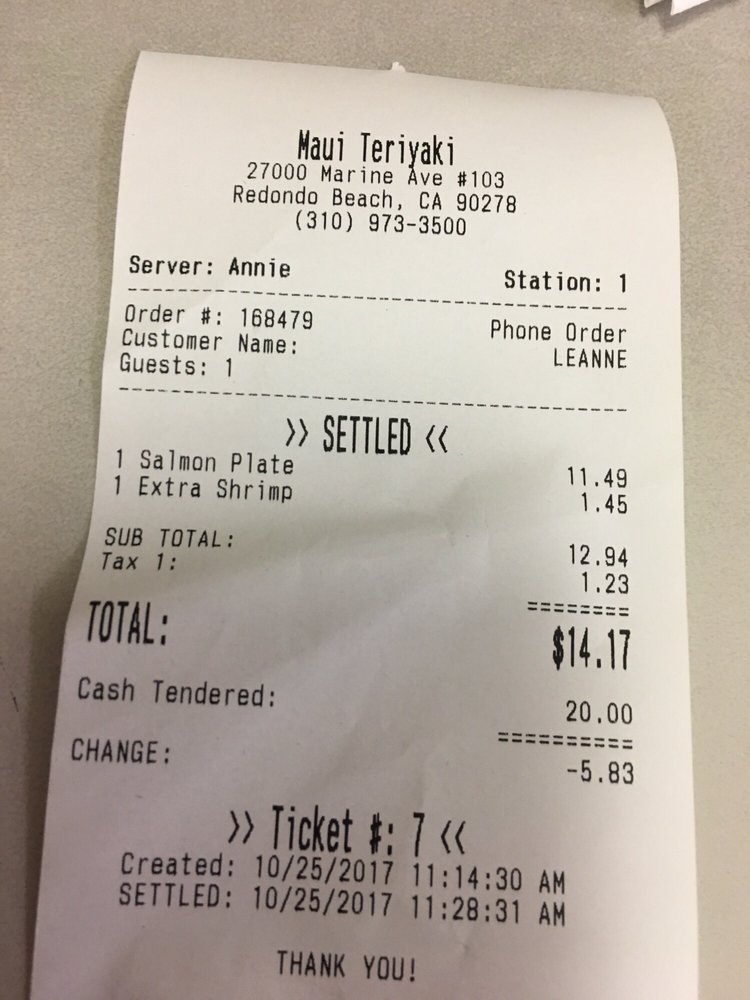 Maui Teriyaki
27000 Marine Ave #103
Redondo Beach, CA 90278
(310) 973-3500
Server: Annie Station: 1
--------------------------------------
Order #: 168479 Phone Order
Customer Name: LEANNE
Guests: 1
--------------------------------------
>> SETTLED <<
1 Salmon Plate 11.49
1 Extra Shrimp 1.45
SUB TOTAL: 12.94
Tax 1: 1.23
========
TOTAL: $14.17
Cash Tendered: 20.00
==========
CHANGE: -5.83
>> Ticket #: 7 <<
Created: 10/25/2017 11:14:30 AM
SETTLED: 10/25/2017 11:28:31 AM
THANK YOU!